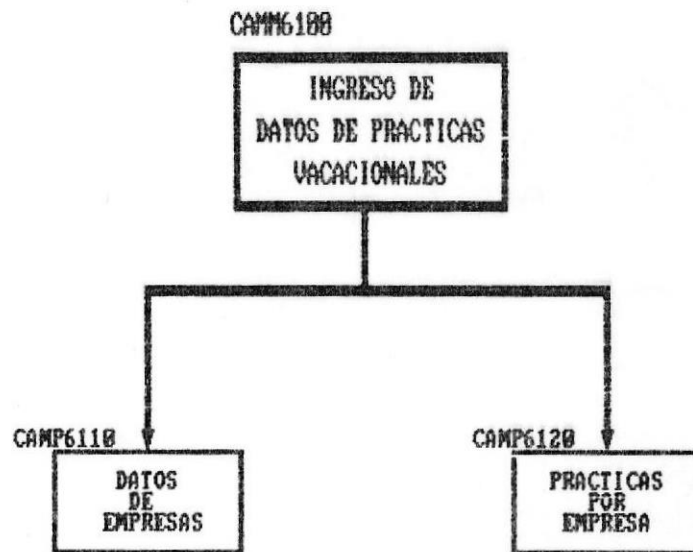 CAMM6100
INGRESO DE
DATOS DE PRACTICAS
VACACIONALES
CAMP6110
CAMP6120
DATOS
DE
EMPRESAS
PRACTICAS
POR
EMPRESA